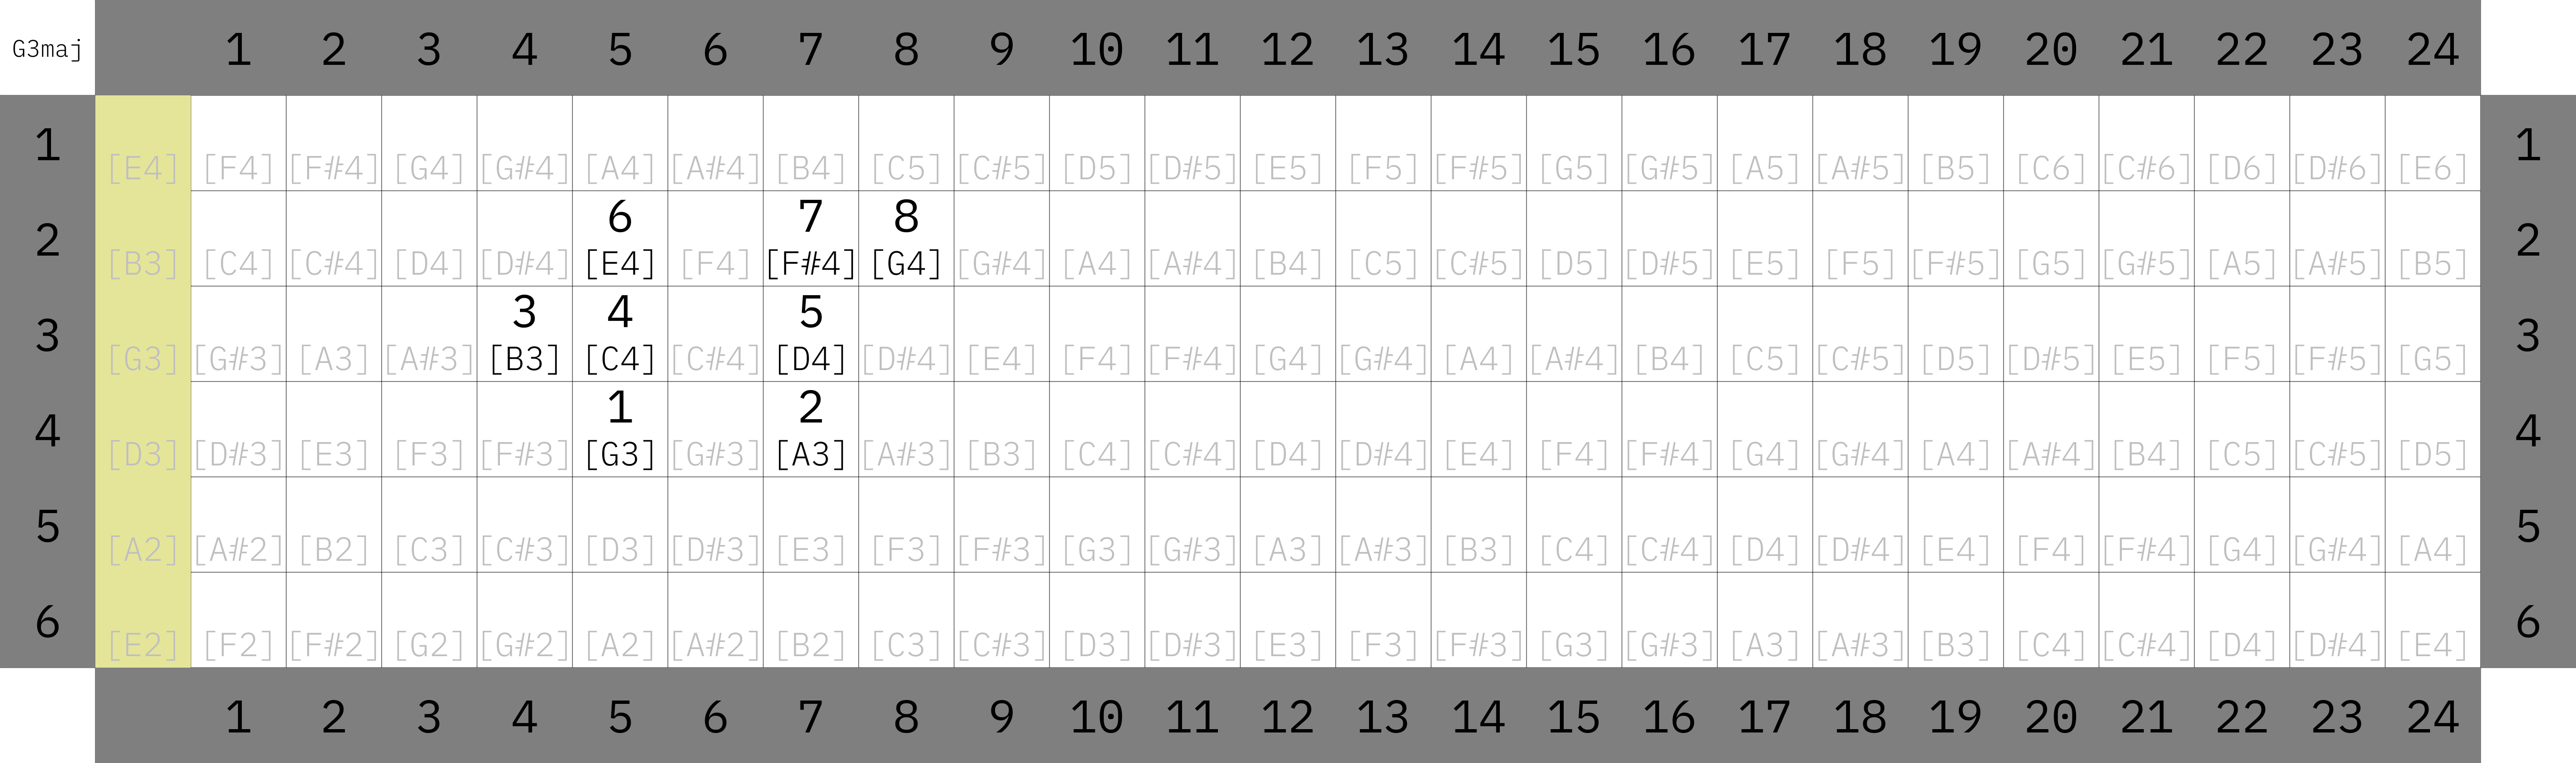 G3maj 1 2 3 4 5 6 7 8 9 10 11 12 13 14 15 16 17 18 19 20 21 22 23 24
1 [E4] [F4] [F#4] [G4] [G#4] [A4] [A#4] [B4] [C5] [C#5] [D5] [D#5] [E5] [F5] [F#5] [G5] [G#5] [A5] [A#5] [B5] [C6] [C#6] [D6] [D#6] [E6] 1
6 7 8
2 [B3] [C4] [C#4] [D4] [D#4] [E4] [F4] [F#4] [G4] [G#4] [A4] [A#4] [B4] [C5] [C#5] [D5] [D#5] [E5] [F5] [F#5] [G5] [G#5] [A5] [A#5] [B5] 2
3 4 5
3 [G3] [G#3] [A3] [A#3] [B3] [C4] [C#4] [D4] [D#4] [E4] [F4] [F#4] [G4] [G#4] [A4] [A#4] [B4] [C5] [C#5] [D5] [D#5] [E5] [F5] [F#5] [G5] 3
1 2
4 [D3] [D#3] [E3] [F3] [F#3] [G3] [G#3] [A3] [A#3] [B3] [C4] [C#4] [D4] [D#4] [E4] [F4] [F#4] [G4] [G#4] [A4] [A#4] [B4] [C5] [C#5] [D5] 4
5 [A2] [A#2] [B2] [C3] [C#3] [D3] [D#3] [E3] [F3] [F#3] [G3] [G#3] [A3] [A#3] [B3] [C4] [C#4] [D4] [D#4] [E4] [F4] [F#4] [G4] [G#4] [A4] 5
6 [E2] [F2] [F#2] [G2] [G#2] [A2] [A#2] [B2] [C3] [C#3] [D3] [D#3] [E3] [F3] [F#3] [G3] [G#3] [A3] [A#3] [B3] [C4] [C#4] [D4] [D#4] [E4] 6
1 2 3 4 5 6 7 8 9 10 11 12 13 14 15 16 17 18 19 20 21 22 23 24